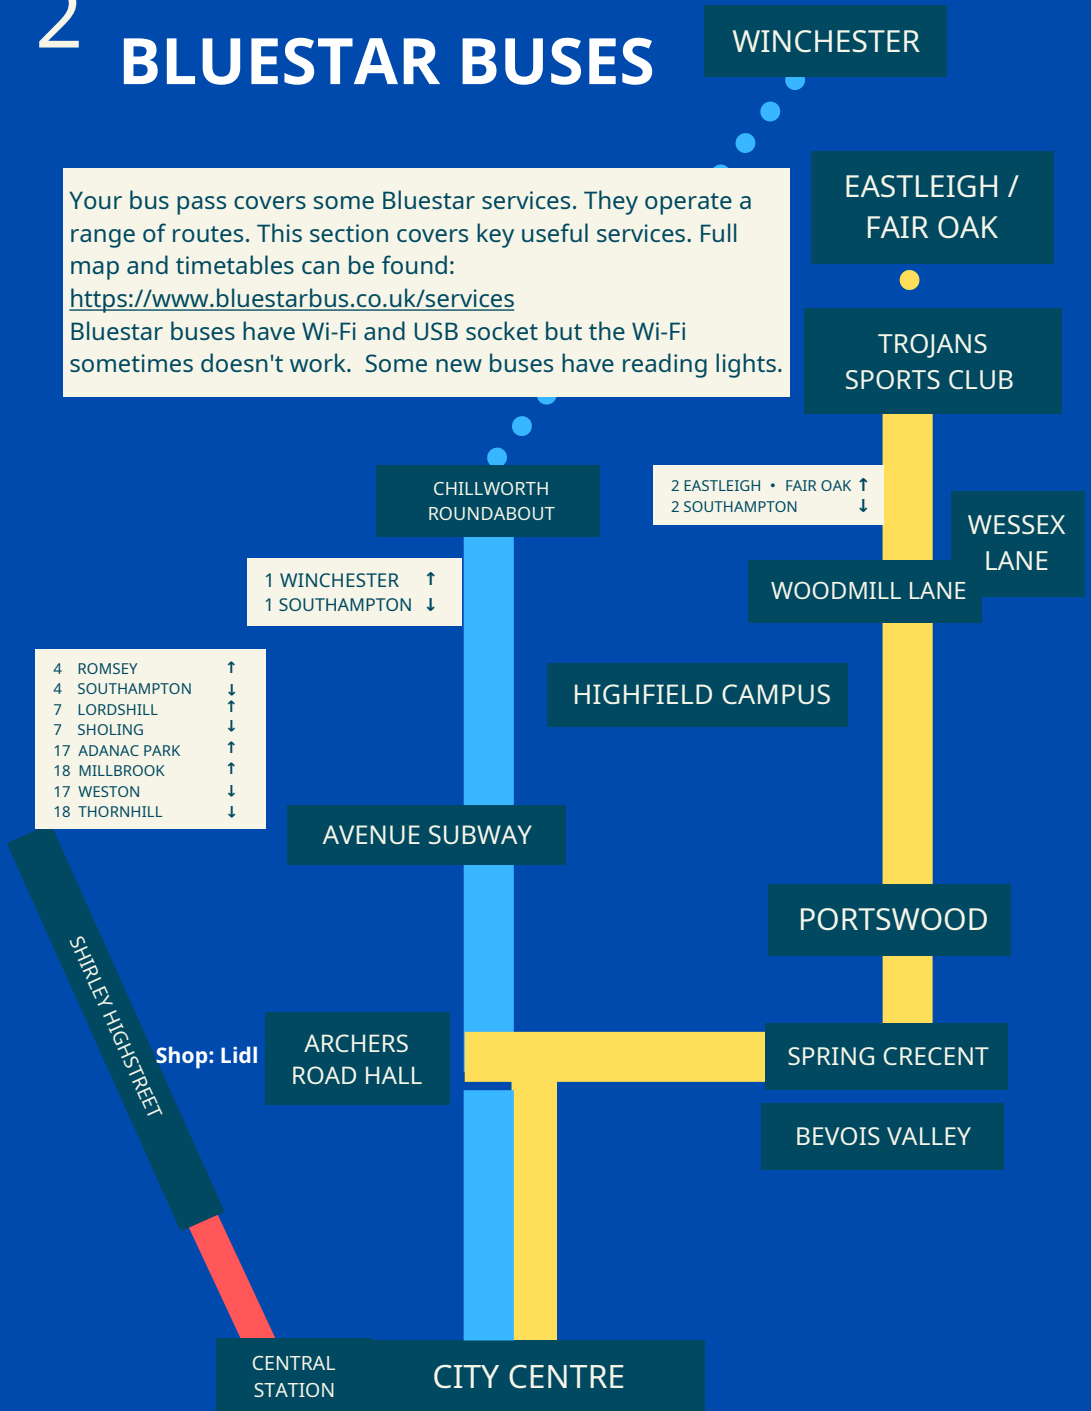 2
BLUESTAR BUSES
WINCHESTER
EASTLEIGH /
FAIR OAK
Your bus pass covers some Bluestar services. They operate a
range of routes. This section covers key useful services. Full
map and timetables can be found:
https://www.bluestarbus.co.uk/services
Bluestar buses have Wi-Fi and USB socket but the Wi-Fi
sometimes doesn't work. Some new buses have reading lights.
TROJANS
SPORTS CLUB
CHILLWORTH
ROUNDABOUT
2 EASTLEIGH • FAIR OAK ↑
2 SOUTHAMPTON ↓
WESSEX
LANE
WOODMILL LANE
1 WINCHESTER ↑
1 SOUTHAMPTON ↓
4 ROMSEY ↑
4 SOUTHAMPTON ↓
7 LORDSHILL ↑
7 SHOLING ↓
17 ADANAC PARK ↑
18 MILLBROOK ↑
17 WESTON ↓
18 THORNHILL ↓
HIGHFIELD CAMPUS
AVENUE SUBWAY
PORTSWOOD
SHIRLEY HIGHSTREET
Shop: Lidl
ARCHERS
ROAD HALL
SPRING CRECENT
BEVOIS VALLEY
CENTRAL
STATION
CITY CENTRE